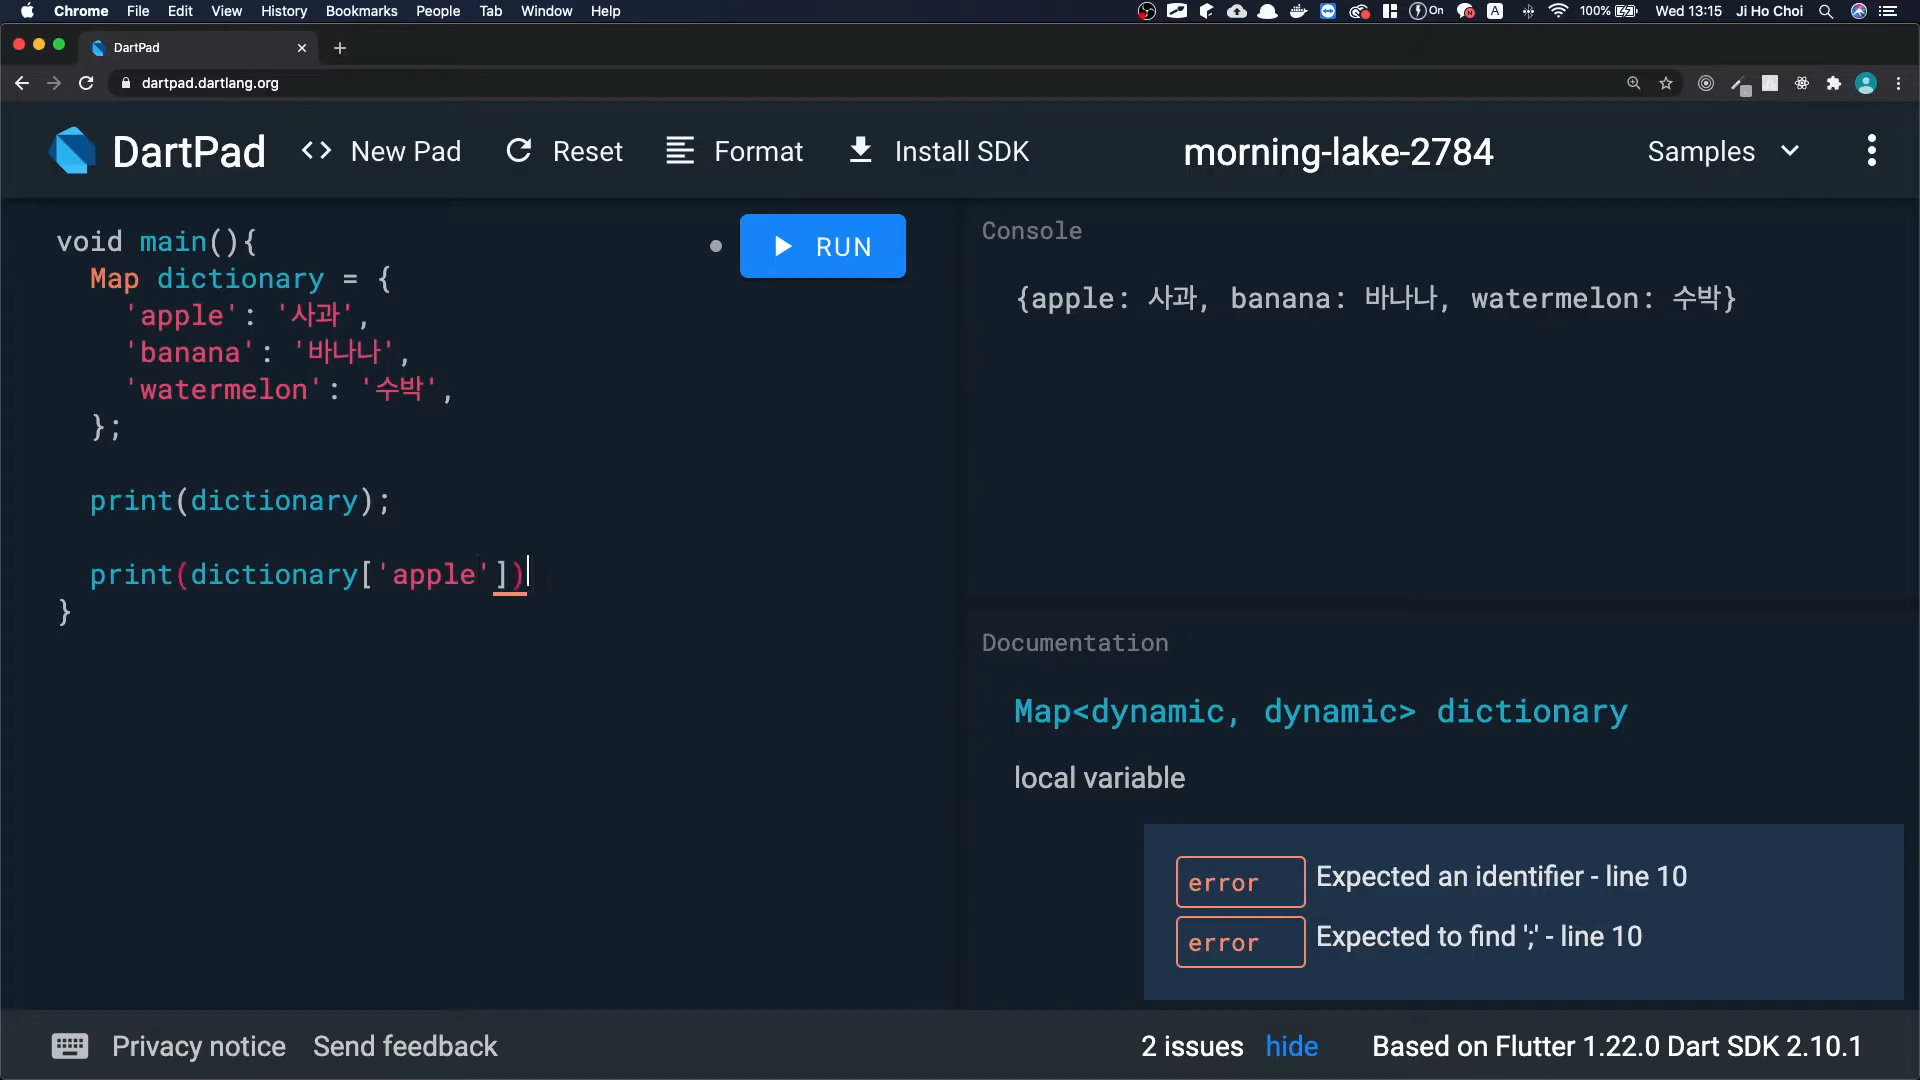 Chrome File Edit View History Bookmarks People Tab Window Help On A 100% Wed 13:15 Ji Ho Choi
DartPad
dartpad.dartlang.org
DartPad <> New Pad Reset Format Install SDK morning-lake-2784 Samples
void main(){
Map dictionary = {
'apple': '사과',
'banana': '바나나',
'watermelon': '수박',
};
print(dictionary);
print(dictionary['apple'])
}
RUN
Console
{apple: 사과, banana: 바나나, watermelon: 수박}
Documentation
Map<dynamic, dynamic> dictionary
local variable
error Expected an identifier - line 10
error Expected to find ';' - line 10
Privacy notice Send feedback 2 issues hide Based on Flutter 1.22.0 Dart SDK 2.10.1